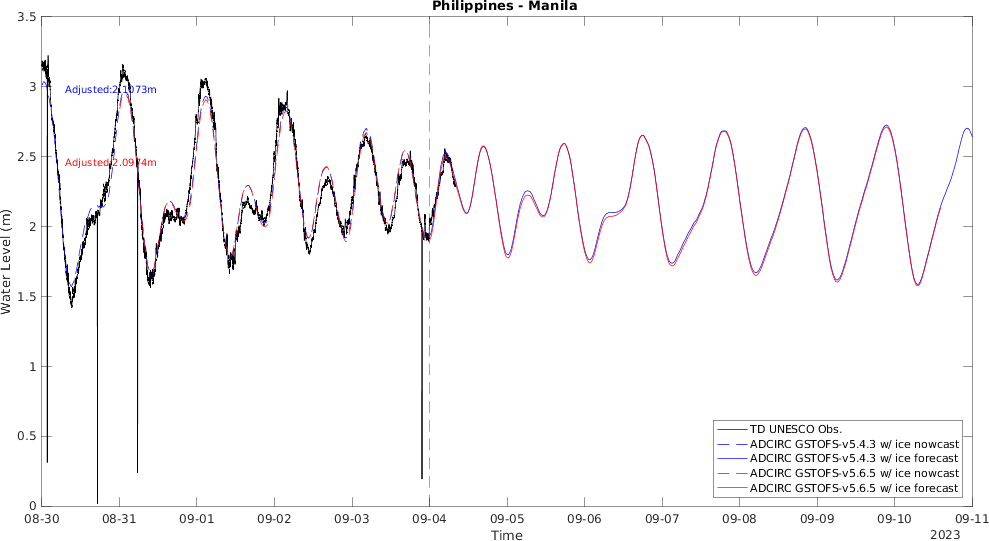 Philippines - Manila
3.5
3
2.5
2
1.5
1
0.5
0
Water Level (m)
Adjusted:2.1073m
Adjusted:2.0974m
TD UNESCO Obs.
ADCIRC GSTOFS-v5.4.3 w/ ice nowcast
ADCIRC GSTOFS-v5.4.3 w/ ice forecast
ADCIRC GSTOFS-v5.6.5 w/ ice nowcast
ADCIRC GSTOFS-v5.6.5 w/ ice forecast
08-30 08-31 09-01 09-02 09-03 09-04 09-05 09-06 09-07 09-08 09-09 09-10 09-11
Time
2023